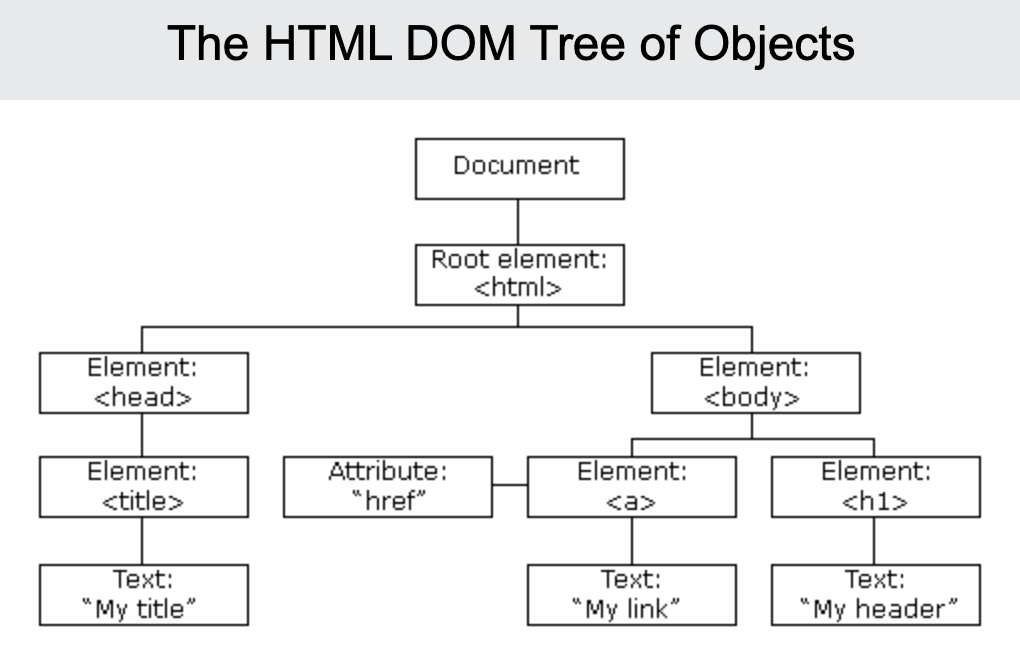 The HTML DOM Tree of Objects
Document
Root element:
<html>
Element:
<head>
Element:
<body>
Element:
<title>
Attribute:
“href”
Element:
<a>
Element:
<h1>
Text:
“My title”
Text:
“My link”
Text:
“My header”